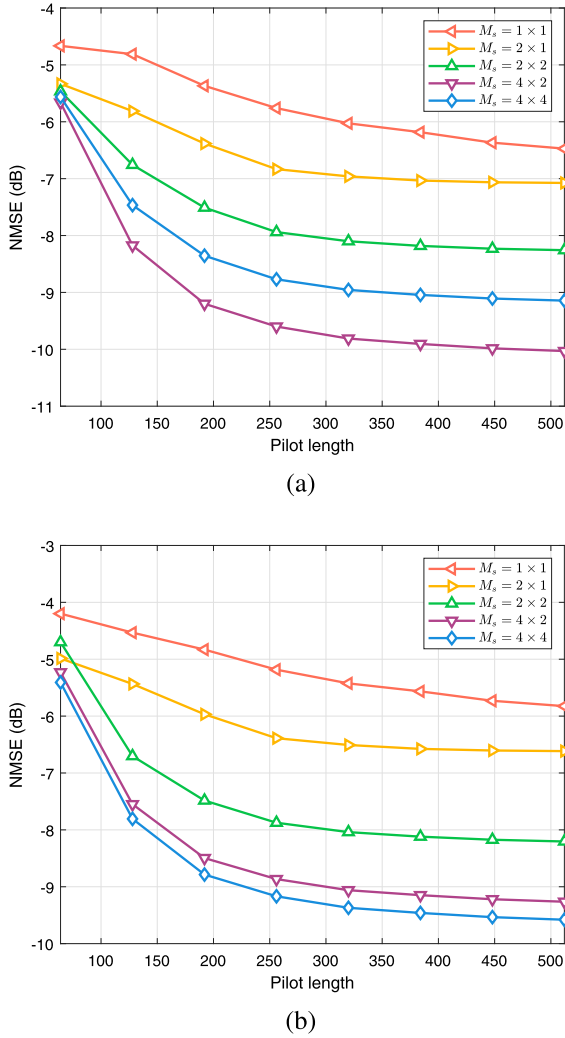 -4
-5
-6
-7
-8
-9
-10
-11
NMSE (dB)
M_s = 1 × 1
M_s = 2 × 1
M_s = 2 × 2
M_s = 4 × 2
M_s = 4 × 4
100 150 200 250 300 350 400 450 500
Pilot length
(a)
-3
-4
-5
-6
-7
-8
-9
-10
NMSE (dB)
M_s = 1 × 1
M_s = 2 × 1
M_s = 2 × 2
M_s = 4 × 2
M_s = 4 × 4
100 150 200 250 300 350 400 450 500
Pilot length
(b)